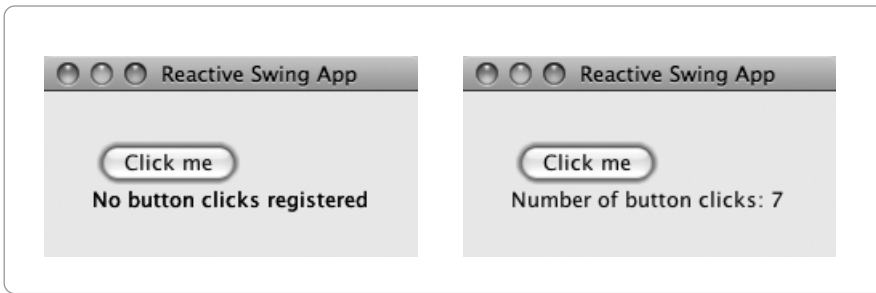 Reactive Swing App
Click me
No button clicks registered
Reactive Swing App
Click me
Number of button clicks: 7